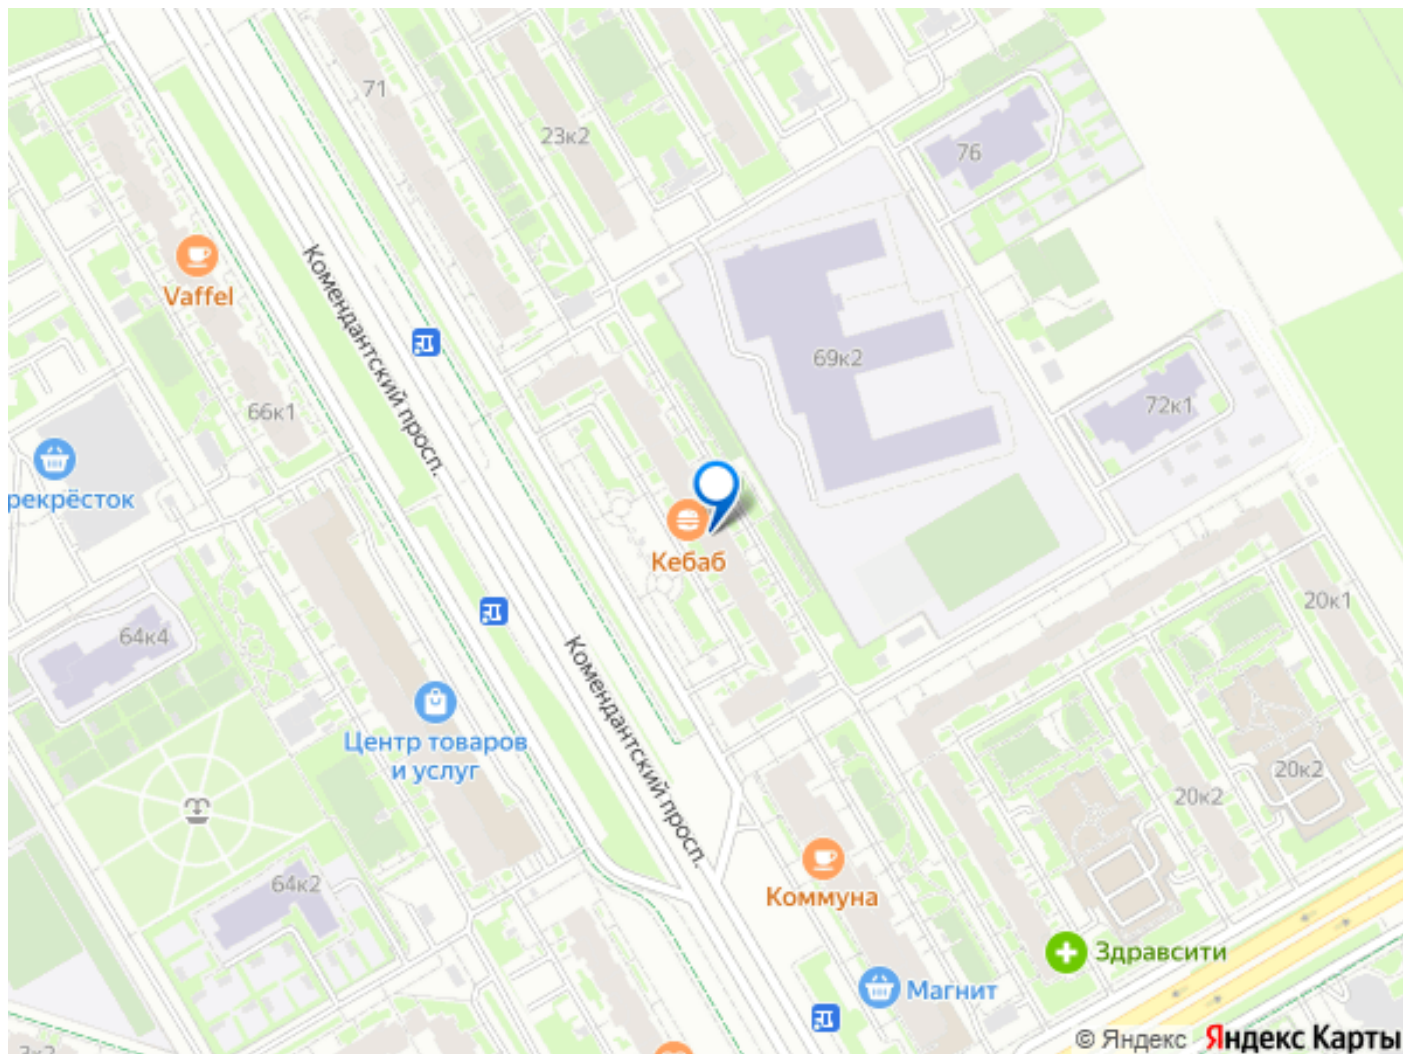 71
23к2
76
Vaffel
Комендантский просп.
69к2
66к1
72к1
рекрёсток
Кебаб
20к1
64к4
Комендантский просп.
Центр товаров
и услуг
20к2
20к2
64к2
Коммуна
Здравсити
Магнит
© Яндекс Яндекс Карты